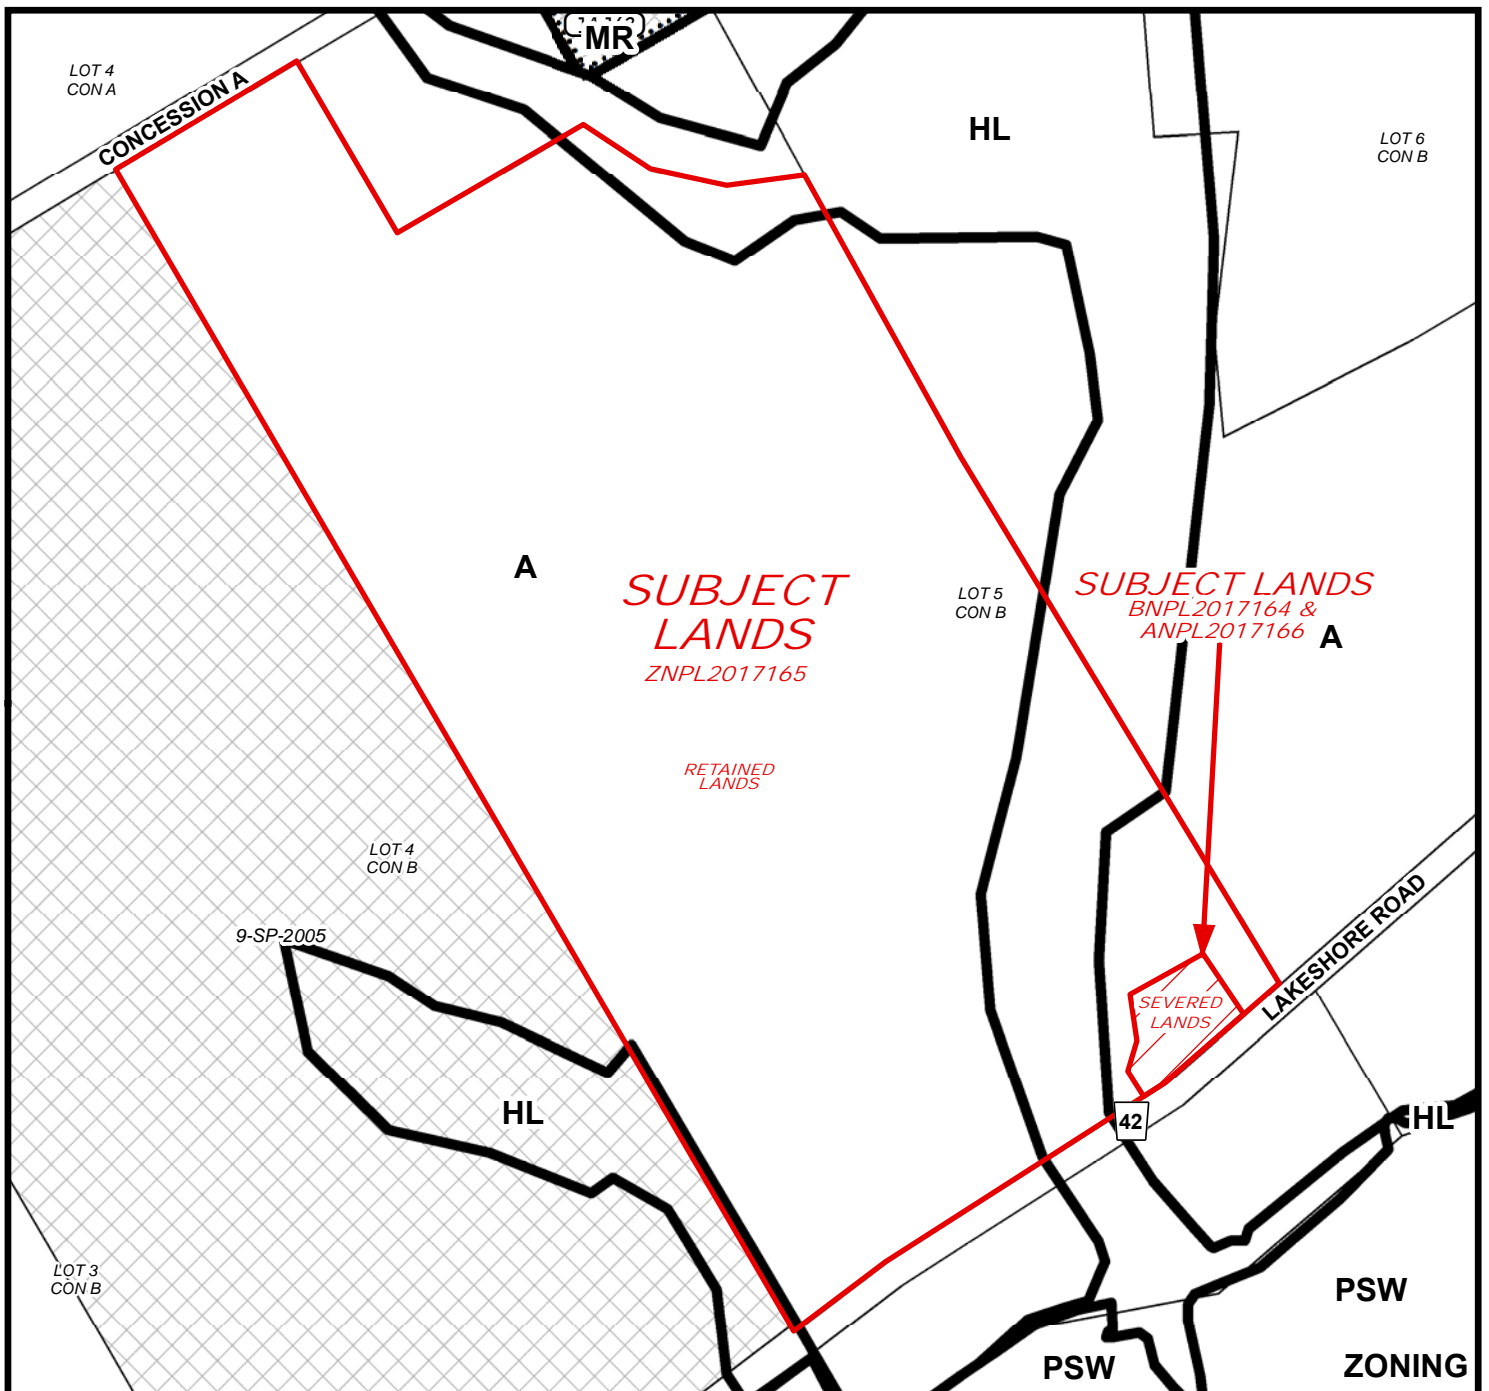 MR
LOT 4
CON A
CONCESSION A
HL
LOT 6
CON B
A
SUBJECT
LANDS
ZNPL2017165
LOT 5
CON B
SUBJECT LANDS
BNPL2017164 &
ANPL2017166
A
RETAINED
LANDS
LOT 4
CON B
9-SP-2005
LAKESHORE ROAD
SEVERED
LANDS
HL
42
HL
LOT 3
CON B
PSW
PSW
ZONING